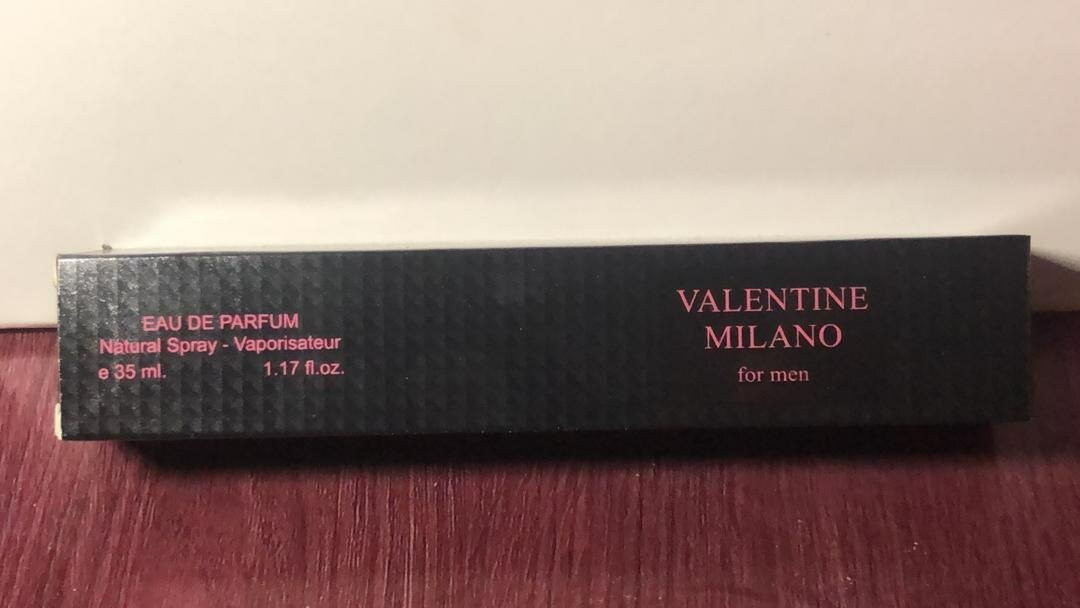 EAU DE PARFUM
Natural Spray - Vaporisateur
e 35 ml. 1.17 fl.oz.
VALENTINE
MILANO
for men